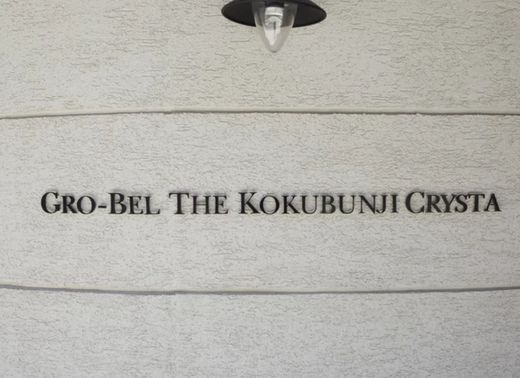 Gro-Bel The Kokubunji Crysta